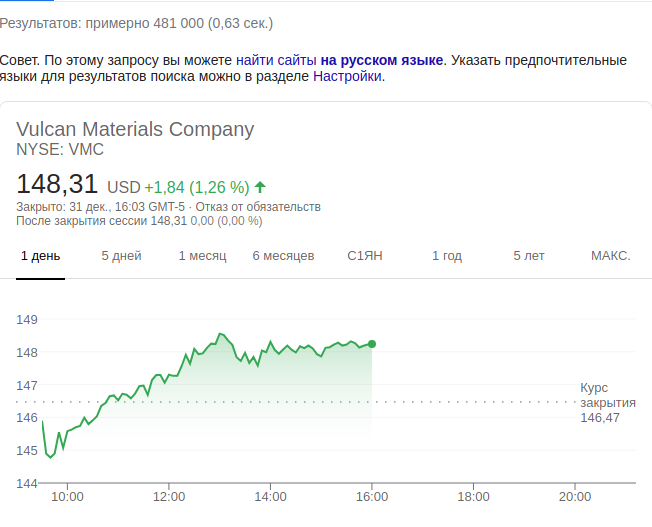 Результатов: примерно 481 000 (0,63 сек.)
Совет. По этому запросу вы можете найти сайты на русском языке. Указать предпочтительные
языки для результатов поиска можно в разделе Настройки.
Vulcan Materials Company
NYSE: VMC
148,31 USD +1,84 (1,26 %)
Закрыто: 31 дек., 16:03 GMT-5 · Отказ от обязательств
После закрытия сессии 148,31 0,00 (0,00 %)
1 день 5 дней 1 месяц 6 месяцев С1ЯН 1 год 5 лет МАКС.
149
148
147
146
145
144
Курс
закрытия
146,47
10:00 12:00 14:00 16:00 18:00 20:00